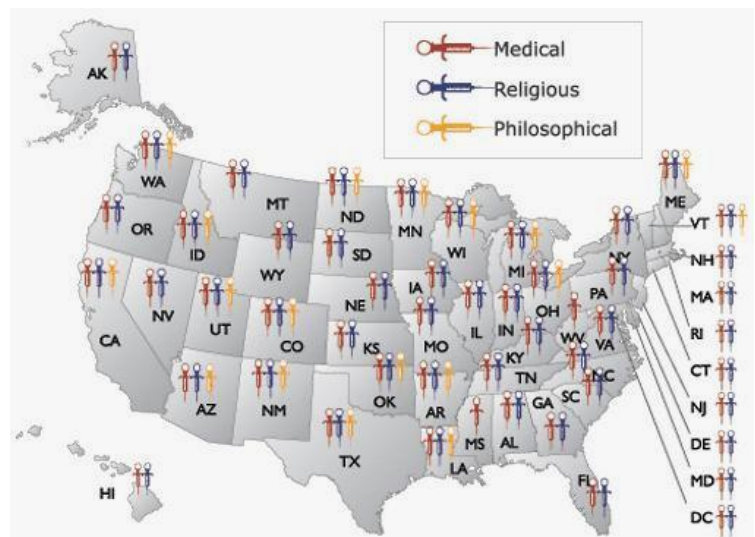 Medical
Religious
Philosophical
AK
WA
MT
ND
MN
ME
VT
OR
ID
SD
WI
MI
NY
NH
WY
MA
NE
IA
PA
RI
CA
NV
UT
CO
KS
MO
IL
IN
OH
WV
VA
CT
KY
TN
NC
NJ
AZ
NM
OK
AR
SC
DE
MS
AL
GA
MD
TX
LA
FL
HI
DC